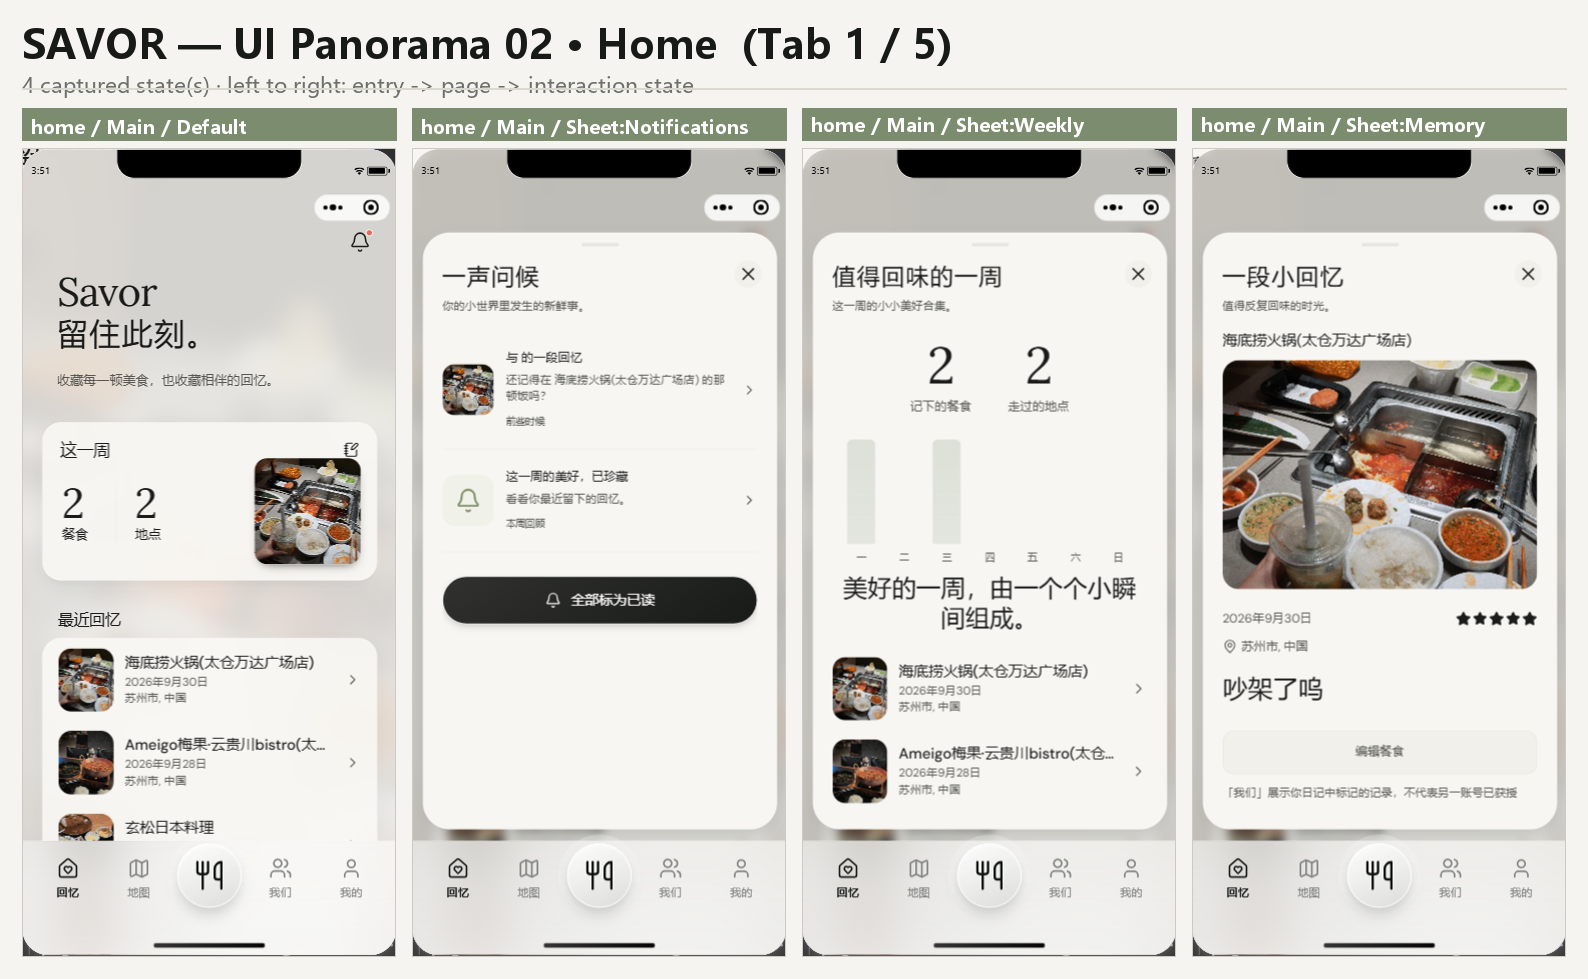 SAVOR — UI Panorama 02 • Home (Tab 1 / 5)
4 captured state(s) · left to right: entry -> page -> interaction state
home / Main / Default
3:51
Savor
留住此刻。
收藏每一顿美食，也收藏相伴的回忆。
这一周
2
2
餐食
地点
最近回忆
海底捞火锅(太仓万达广场店)
2026年9月30日
苏州市, 中国
Ameigo梅果·云贵川bistro(太...
2026年9月28日
苏州市, 中国
玄松日本料理
回忆
地图
我们
我的
home / Main / Sheet:Notifications
3:51
一声问候
你的小世界里发生的新鲜事。
与 的一段回忆
还记得在 海底捞火锅(太仓万达广场店) 的那
顿饭吗?
前些时候
这一周的美好，已珍藏
看看你最近留下的回忆。
本周回顾
全部标为已读
回忆
地图
我们
我的
home / Main / Sheet:Weekly
3:51
值得回味的一周
这一周的小小美好合集。
2
2
记下的餐食
走过的地点
一
二
三
四
五
六
日
美好的一周，由一个个小瞬
间组成。
海底捞火锅(太仓万达广场店)
2026年9月30日
苏州市, 中国
Ameigo梅果·云贵川bistro(太仓...
2026年9月28日
苏州市, 中国
回忆
地图
我们
我的
home / Main / Sheet:Memory
3:51
一段小回忆
值得反复回味的时光。
海底捞火锅(太仓万达广场店)
2026年9月30日
苏州市, 中国
吵架了呜
编辑餐食
「我们」展示你日记中标记的记录，不代表另一账号已获授
回忆
地图
我们
我的